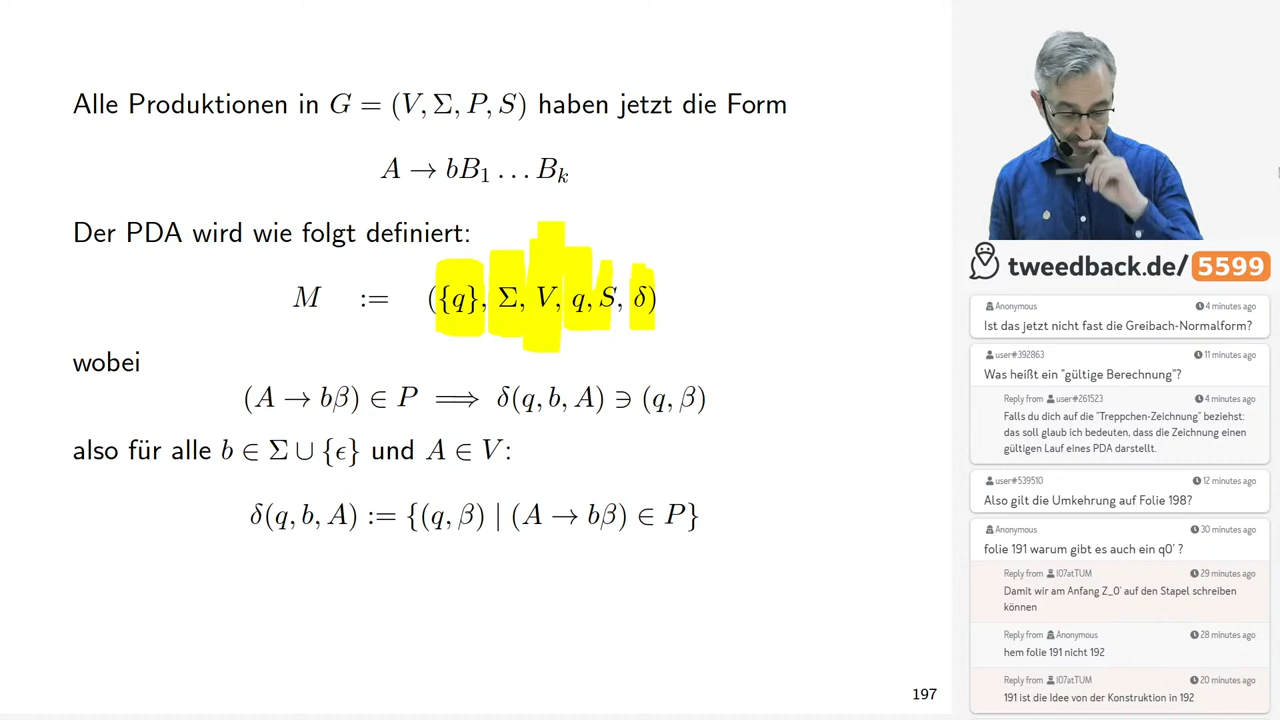 Alle Produktionen in G = (V, Σ, P, S) haben jetzt die Form
A → bB₁ … Bₖ
Der PDA wird wie folgt definiert:
M := ({q}, Σ, V, q, S, δ)
wobei
(A → bβ) ∈ P ⟹ δ(q, b, A) ∋ (q, β)
also für alle b ∈ Σ ∪ {ϵ} und A ∈ V:
δ(q, b, A) := {(q, β) | (A → bβ) ∈ P}
197
tweedback.de/ 5599
Anonymous 4 minutes ago
Ist das jetzt nicht fast die Greibach-Normalform?
user#392863 11 minutes ago
Was heißt ein "gültige Berechnung"?
Reply from user#261523 4 minutes ago
Falls du dich auf die "Treppchen-Zeichnung" beziehst:
das soll glaub ich bedeuten, dass die Zeichnung einen
gültigen Lauf eines PDA darstellt.
user#539510 12 minutes ago
Also gilt die Umkehrung auf Folie 198?
Anonymous 30 minutes ago
folie 191 warum gibt es auch ein q0' ?
Reply from I07atTUM 29 minutes ago
Damit wir am Anfang Z_0' auf den Stapel schreiben
können
Reply from Anonymous 28 minutes ago
hem folie 191 nicht 192
Reply from I07atTUM 20 minutes ago
191 ist die Idee von der Konstruktion in 192